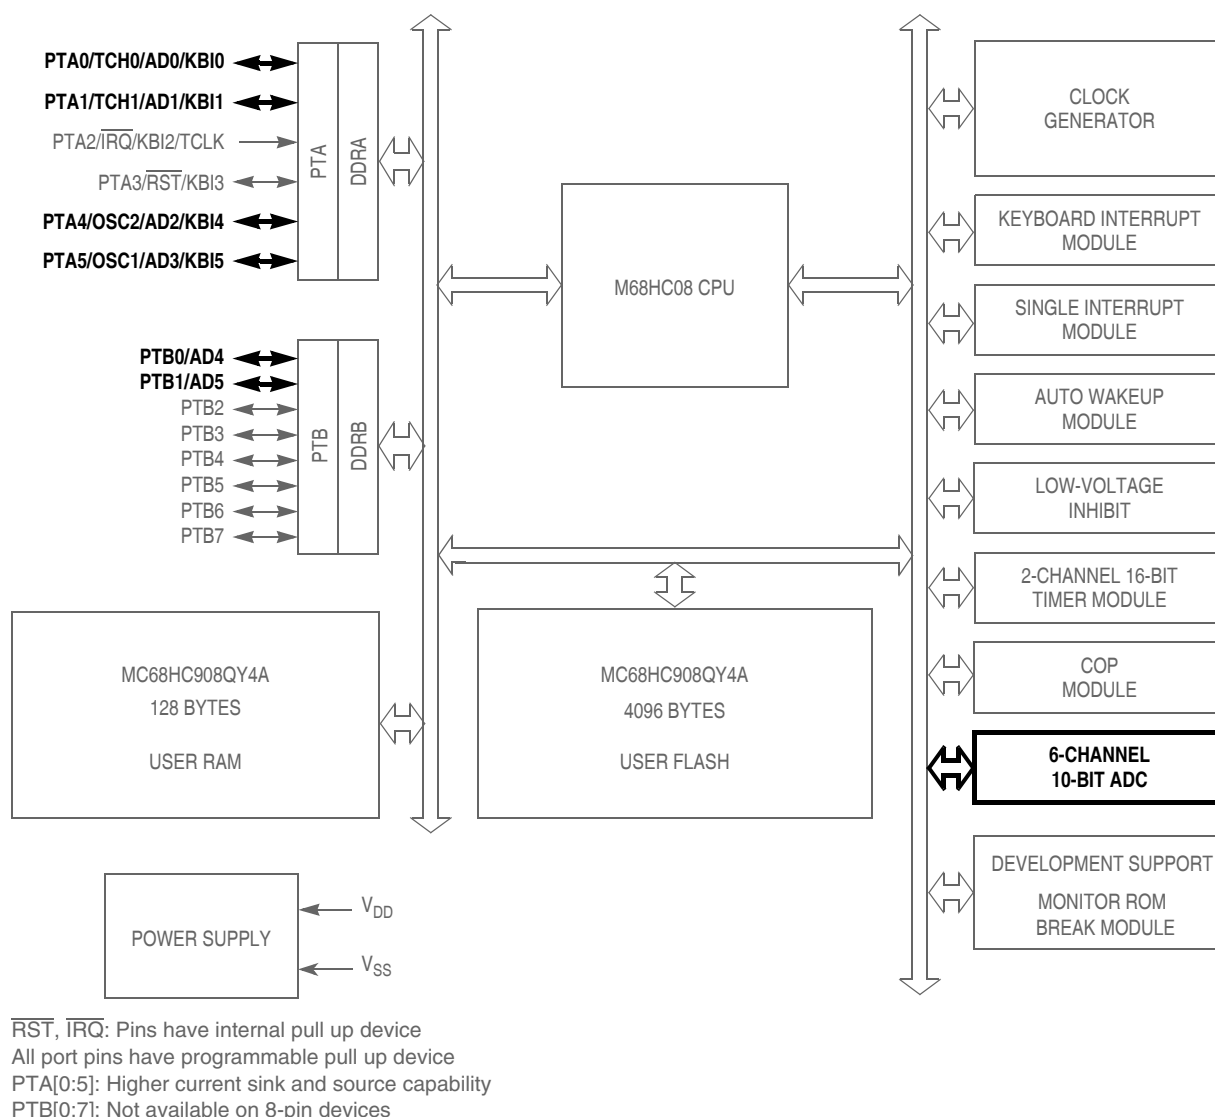 PTA0/TCH0/AD0/KBI0
PTA1/TCH1/AD1/KBI1
PTA2/IRQ/KBI2/TCLK
PTA3/RST/KBI3
PTA4/OSC2/AD2/KBI4
PTA5/OSC1/AD3/KBI5
PTA
DDRA
PTB0/AD4
PTB1/AD5
PTB2
PTB3
PTB4
PTB5
PTB6
PTB7
PTB
DDRB
M68HC08 CPU
CLOCK
GENERATOR
KEYBOARD INTERRUPT
MODULE
SINGLE INTERRUPT
MODULE
AUTO WAKEUP
MODULE
LOW-VOLTAGE
INHIBIT
2-CHANNEL 16-BIT
TIMER MODULE
COP
MODULE
6-CHANNEL
10-BIT ADC
DEVELOPMENT SUPPORT
MONITOR ROM
BREAK MODULE
MC68HC908QY4A
128 BYTES
USER RAM
MC68HC908QY4A
4096 BYTES
USER FLASH
POWER SUPPLY
VDD
VSS
RST, IRQ: Pins have internal pull up device
All port pins have programmable pull up device
PTA[0:5]: Higher current sink and source capability
PTB[0:7]: Not available on 8-pin devices